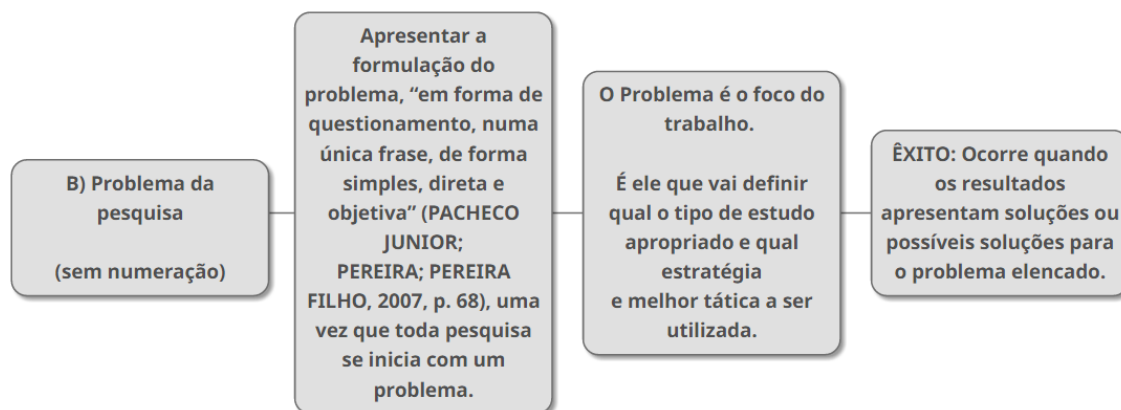 B) Problema da
pesquisa
(sem numeração)
Apresentar a
formulação do
problema, “em forma de
questionamento, numa
única frase, de forma
simples, direta e
objetiva” (PACHECO
JUNIOR;
PEREIRA; PEREIRA
FILHO, 2007, p. 68), uma
vez que toda pesquisa
se inicia com um
problema.
O Problema é o foco do
trabalho.
É ele que vai definir
qual o tipo de estudo
apropriado e qual
estratégia
e melhor tática a ser
utilizada.
ÊXITO: Ocorre quando
os resultados
apresentam soluções ou
possíveis soluções para
o problema elencado.